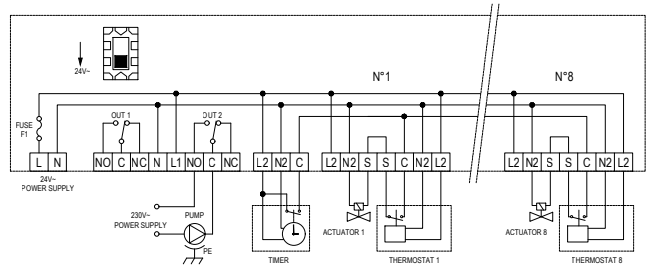 24V~
N°1
N°8
FUSE
F1
OUT 1
OUT 2
L N
NO C NC N L1 NO C NC
L2 N2 C
L2 N2 S S C N2 L2
L2 N2 S S C N2 L2
24V~
POWER SUPPLY
230V~
POWER SUPPLY
PUMP
PE
TIMER
ACTUATOR 1
THERMOSTAT 1
ACTUATOR 8
THERMOSTAT 8